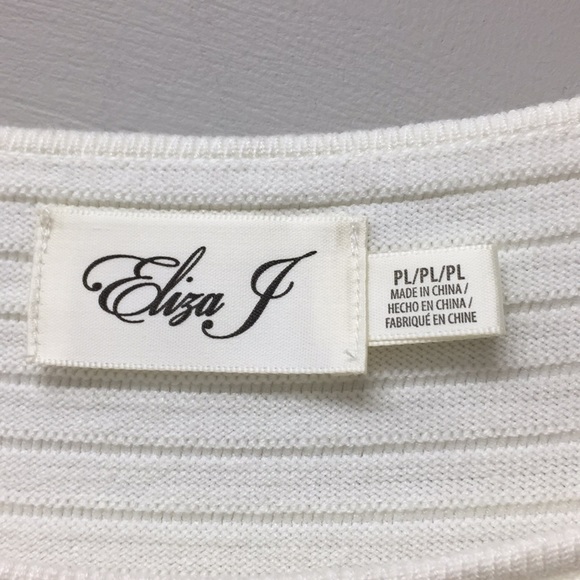 Eliza J
PL/PL/PL
MADE IN CHINA /
HECHO EN CHINA /
FABRIQUÉ EN CHINE